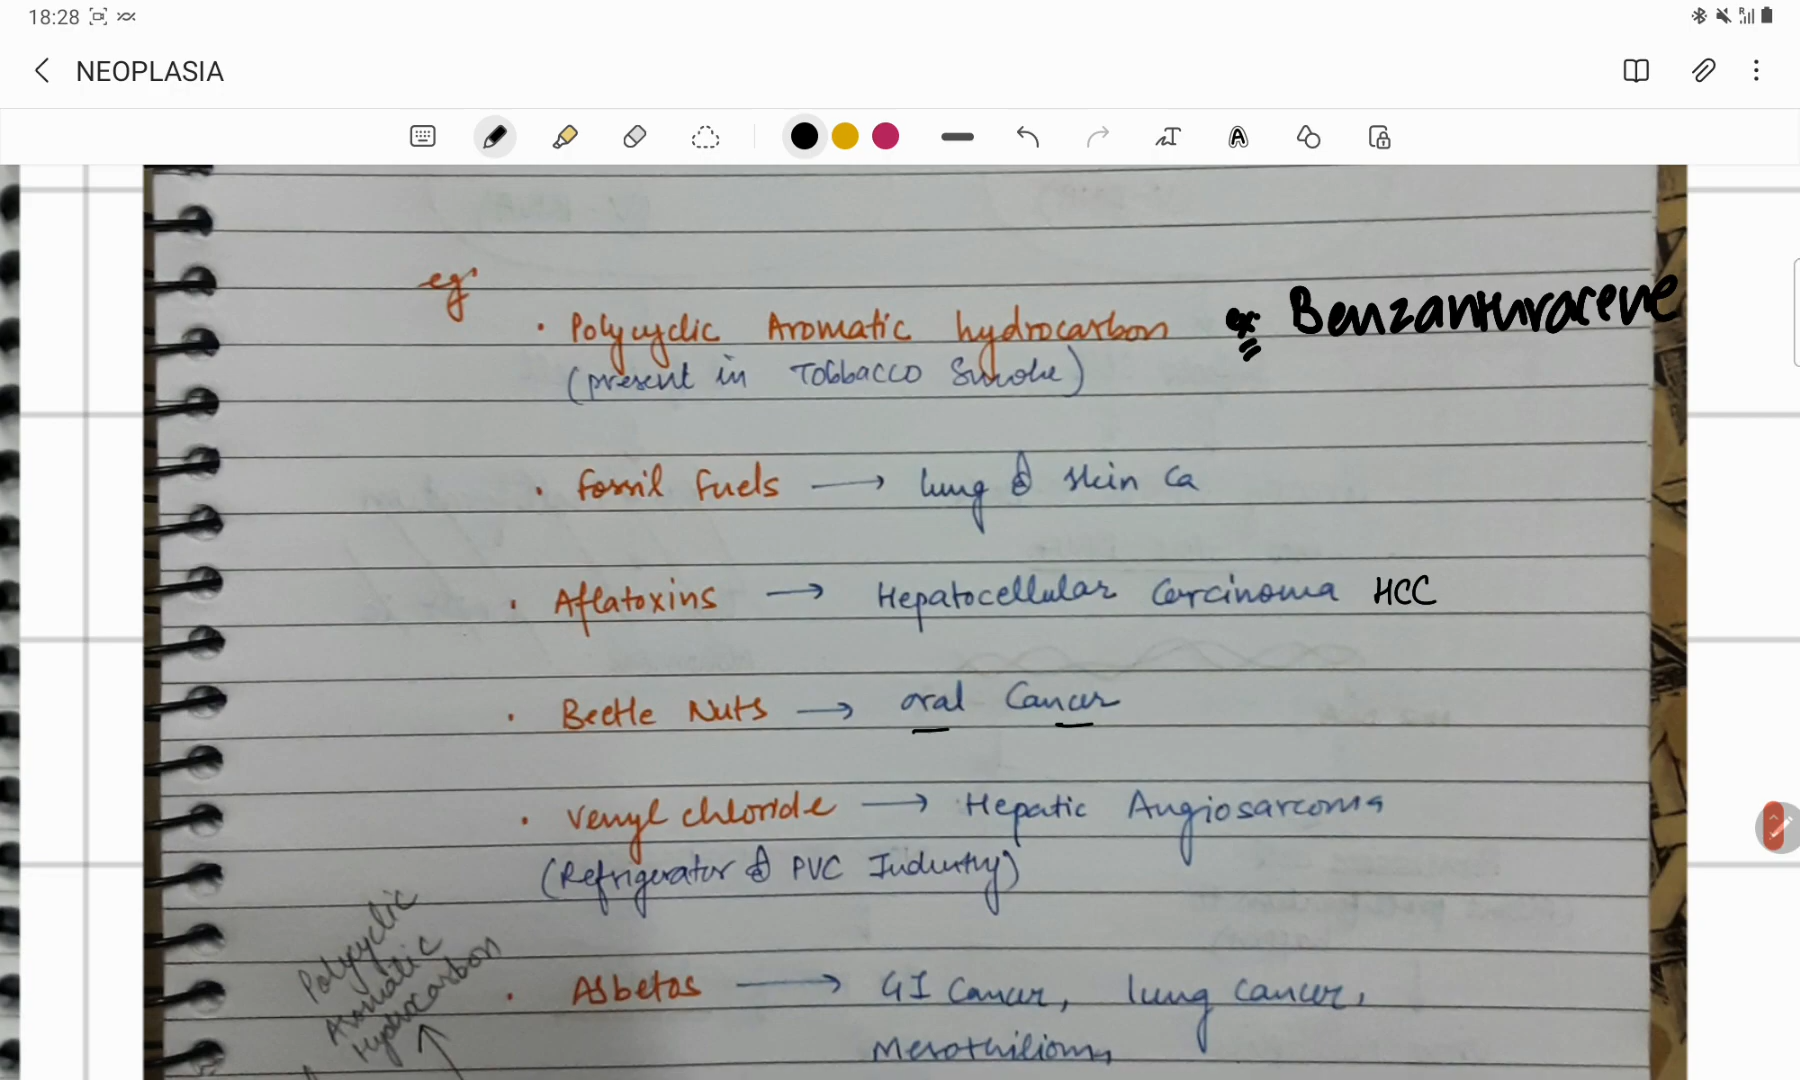 18:28
NEOPLASIA
eg
• Polycyclic Aromatic hydrocarbon ex: Benzanthracene
(present in TOBBACCO Smoke)
• Fossil Fuels → lung & skin Ca
• Aflatoxins → Hepatocellular Carcinoma HCC
• Beetle Nuts → oral Cancer
• Venyl chloride → Hepatic Angiosarcoma
(Refrigerator & PVC Industry)
Polycyclic
Aromatic
Hydrocarbon
• Asbetos → GI Cancer, lung cancer,
Mesothilioma